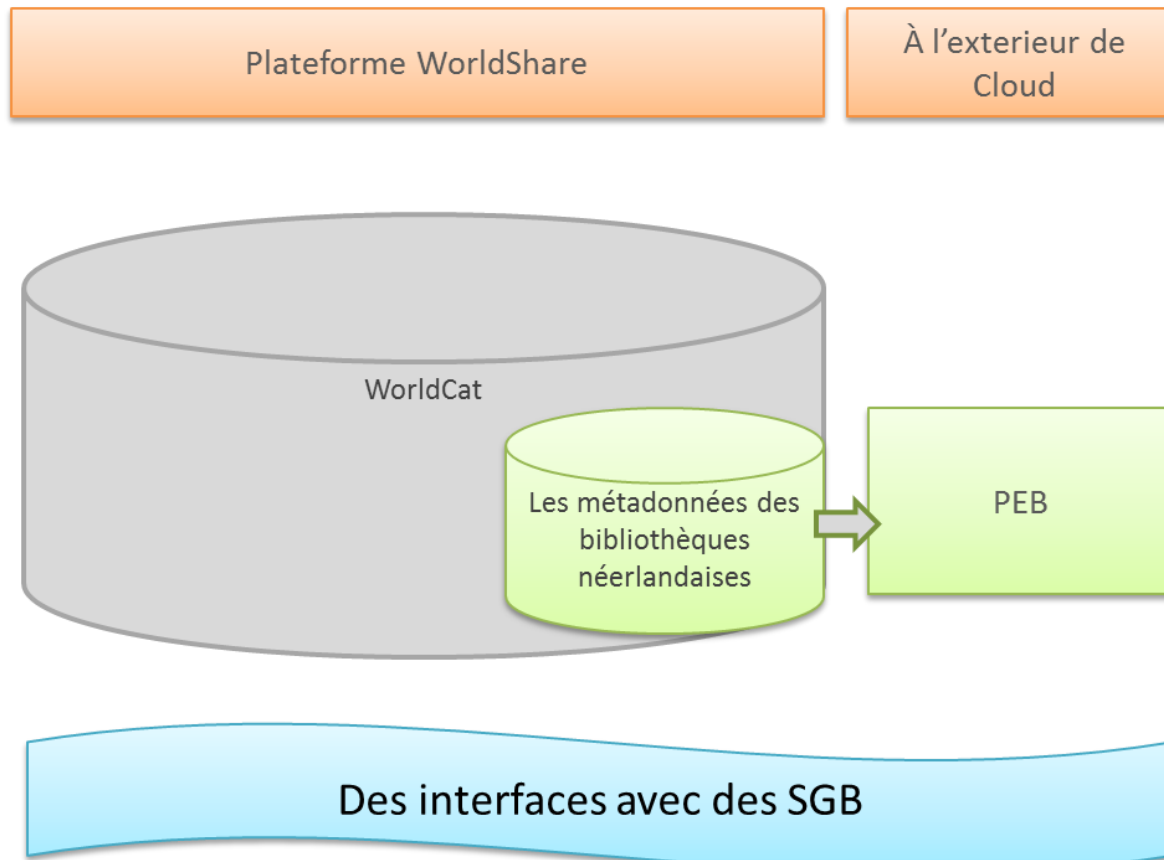 Plateforme WorldShare
À l’exterieur de
Cloud
WorldCat
Les métadonnées des
bibliothèques
néerlandaises
PEB
Des interfaces avec des SGB